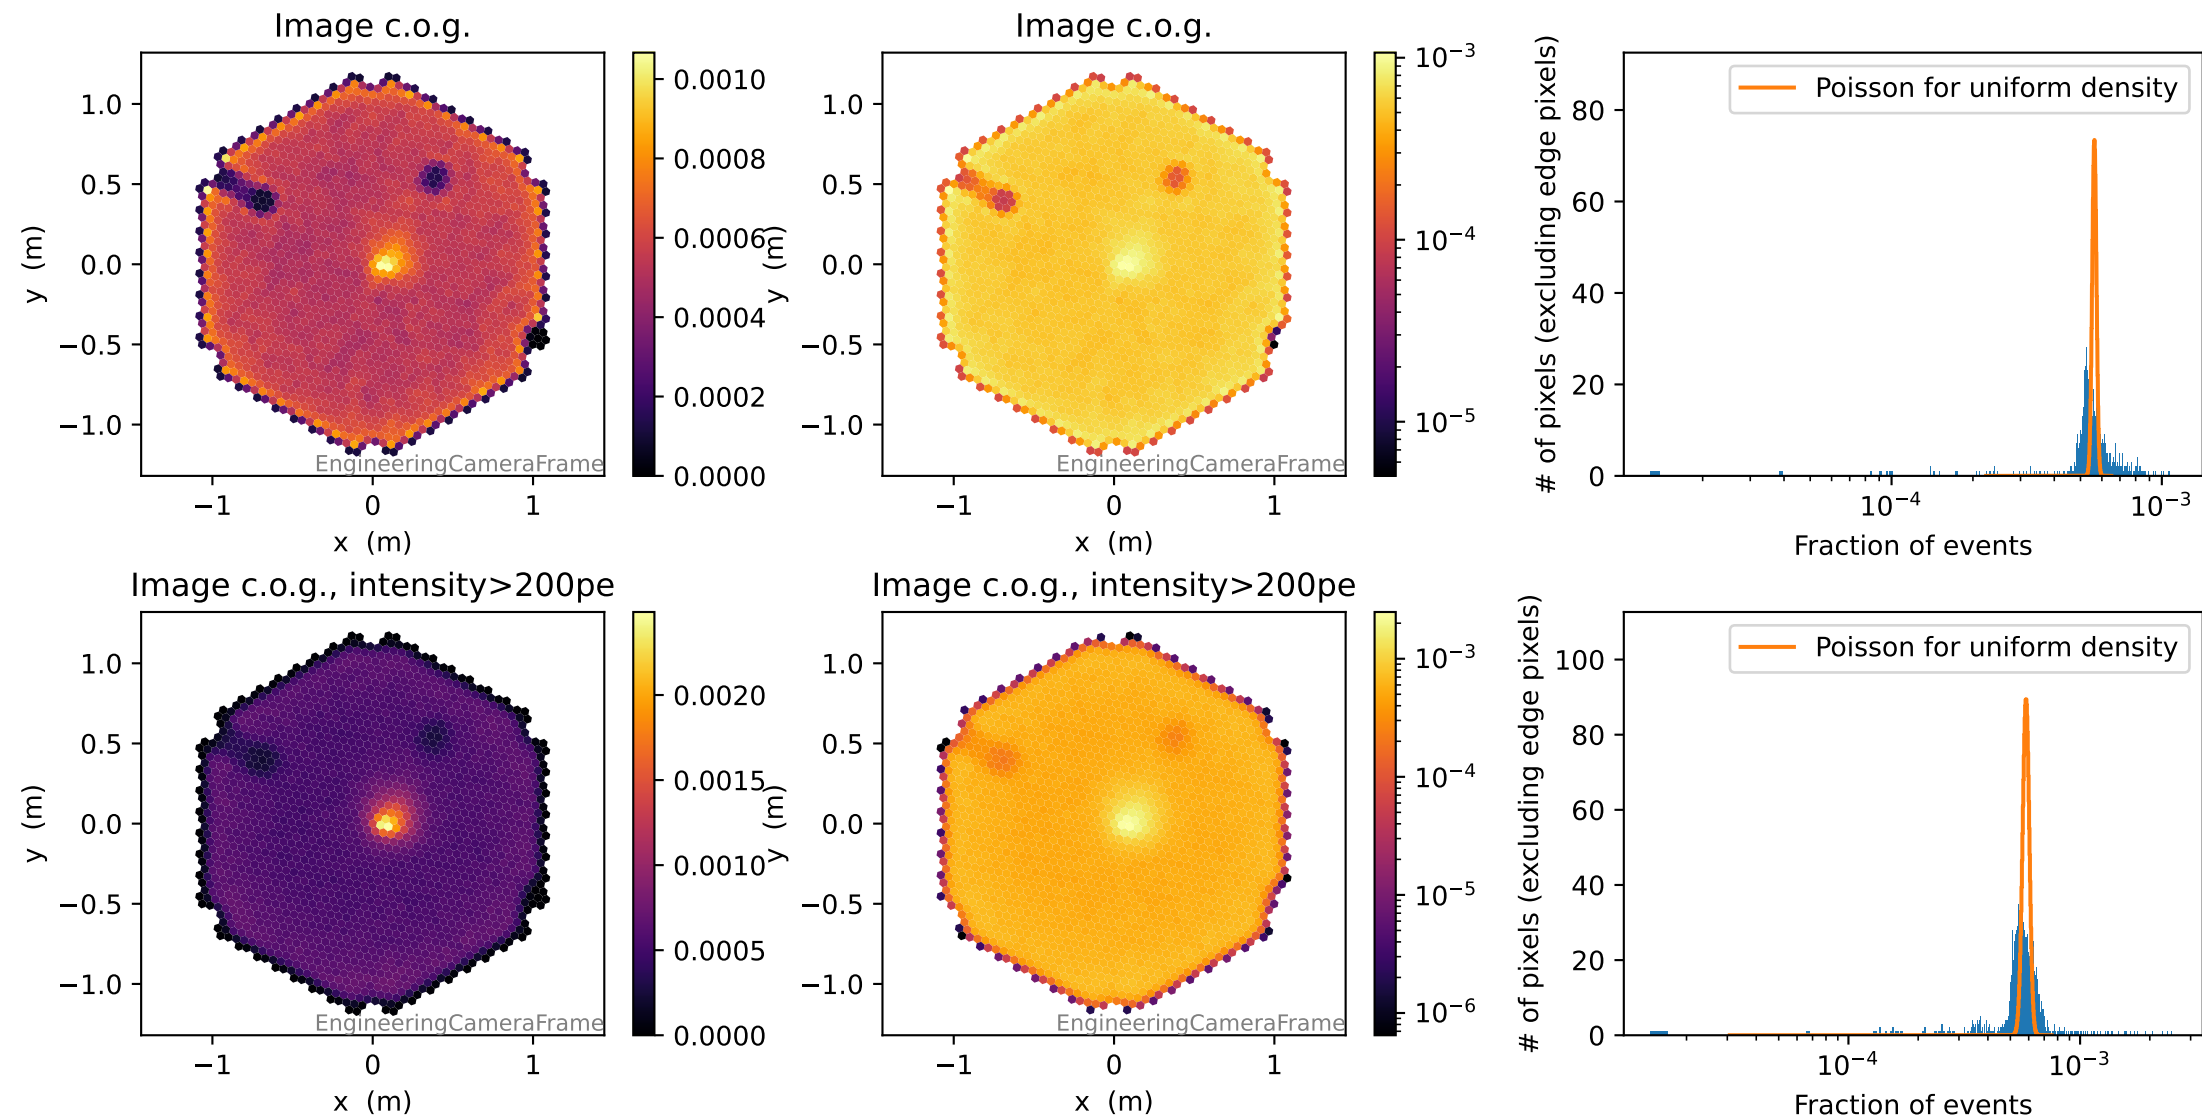 Image c.o.g.
1.0
0.5
0.0
−0.5
−1.0
y (m)
−1
0
1
x (m)
EngineeringCameraFrame
0.0010
0.0008
0.0006
0.0004
0.0002
0.0000
Image c.o.g.
1.0
0.5
0.0
−0.5
−1.0
y (m)
−1
0
1
x (m)
EngineeringCameraFrame
10⁻³
10⁻⁴
10⁻⁵
Poisson for uniform density
80
60
40
20
0
# of pixels (excluding edge pixels)
10⁻⁴
10⁻³
Fraction of events
Image c.o.g., intensity>200pe
1.0
0.5
0.0
−0.5
−1.0
y (m)
−1
0
1
x (m)
EngineeringCameraFrame
0.0020
0.0015
0.0010
0.0005
0.0000
Image c.o.g., intensity>200pe
1.0
0.5
0.0
−0.5
−1.0
y (m)
−1
0
1
x (m)
EngineeringCameraFrame
10⁻³
10⁻⁴
10⁻⁵
10⁻⁶
Poisson for uniform density
100
80
60
40
20
0
# of pixels (excluding edge pixels)
10⁻⁴
10⁻³
Fraction of events